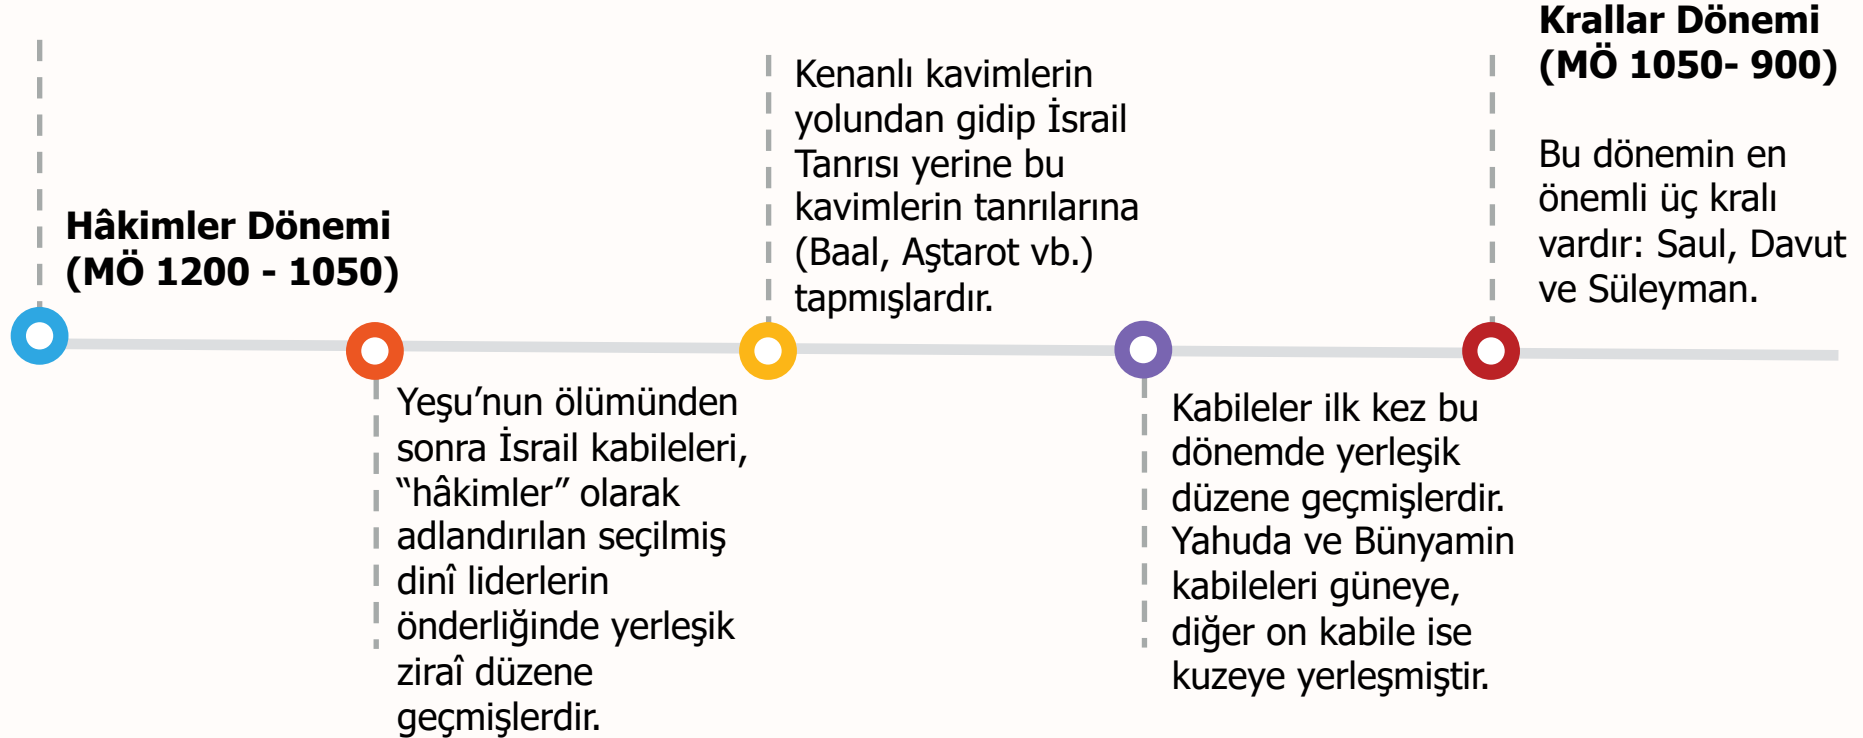 Hâkimler Dönemi
(MÖ 1200 - 1050)
Yeşu’nun ölümünden
sonra İsrail kabileleri,
“hâkimler” olarak
adlandırılan seçilmiş
dinî liderlerin
önderliğinde yerleşik
ziraî düzene
geçmişlerdir.
Kenanlı kavimlerin
yolundan gidip İsrail
Tanrısı yerine bu
kavimlerin tanrılarına
(Baal, Aştarot vb.)
tapmışlardır.
Kabileler ilk kez bu
dönemde yerleşik
düzene geçmişlerdir.
Yahuda ve Bünyamin
kabileleri güneye,
diğer on kabile ise
kuzeye yerleşmiştir.
Krallar Dönemi
(MÖ 1050- 900)
Bu dönemin en
önemli üç kralı
vardır: Saul, Davut
ve Süleyman.